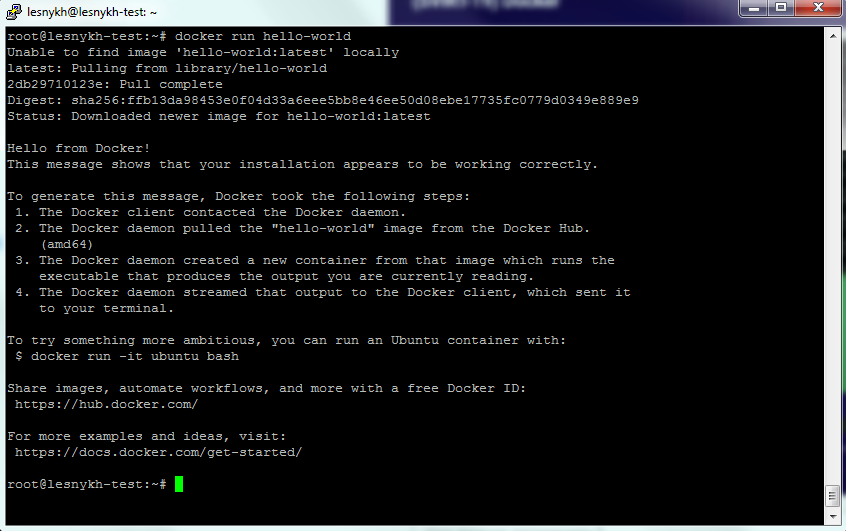 lesnykh@lesnykh-test: ~
root@lesnykh-test:~# docker run hello-world
Unable to find image 'hello-world:latest' locally
latest: Pulling from library/hello-world
2db29710123e: Pull complete
Digest: sha256:ffb13da98453e0f04d33a6eee5bb8e46ee50d08ebe17735fc0779d0349e889e9
Status: Downloaded newer image for hello-world:latest
Hello from Docker!
This message shows that your installation appears to be working correctly.
To generate this message, Docker took the following steps:
1. The Docker client contacted the Docker daemon.
2. The Docker daemon pulled the "hello-world" image from the Docker Hub.
(amd64)
3. The Docker daemon created a new container from that image which runs the
executable that produces the output you are currently reading.
4. The Docker daemon streamed that output to the Docker client, which sent it
to your terminal.
To try something more ambitious, you can run an Ubuntu container with:
$ docker run -it ubuntu bash
Share images, automate workflows, and more with a free Docker ID:
https://hub.docker.com/
For more examples and ideas, visit:
https://docs.docker.com/get-started/
root@lesnykh-test:~#